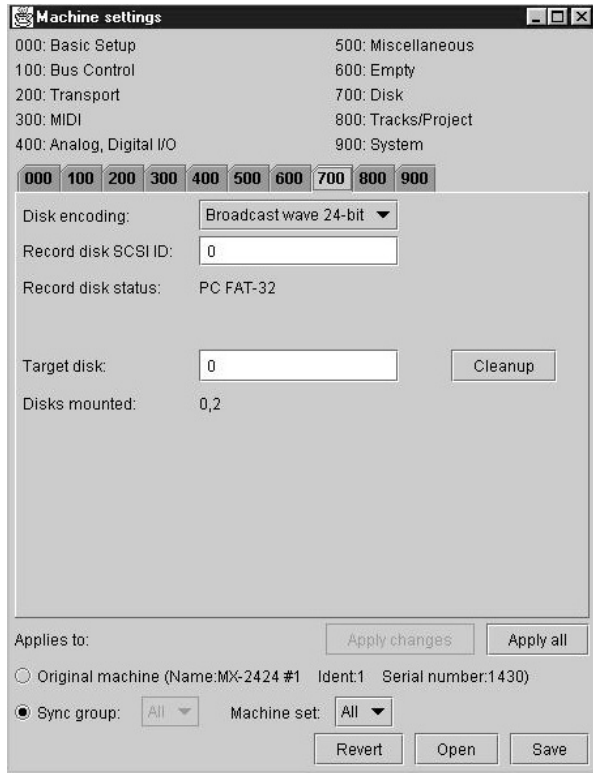 Machine settings
000: Basic Setup 500: Miscellaneous
100: Bus Control 600: Empty
200: Transport 700: Disk
300: MIDI 800: Tracks/Project
400: Analog, Digital I/O 900: System
000 100 200 300 400 500 600 700 800 900
Disk encoding: Broadcast wave 24-bit
Record disk SCSI ID: 0
Record disk status: PC FAT-32
Target disk: 0 Cleanup
Disks mounted: 0,2
Applies to: Apply changes Apply all
Original machine (Name:MX-2424 #1 Ident:1 Serial number:1430)
Sync group: All Machine set: All
Revert Open Save